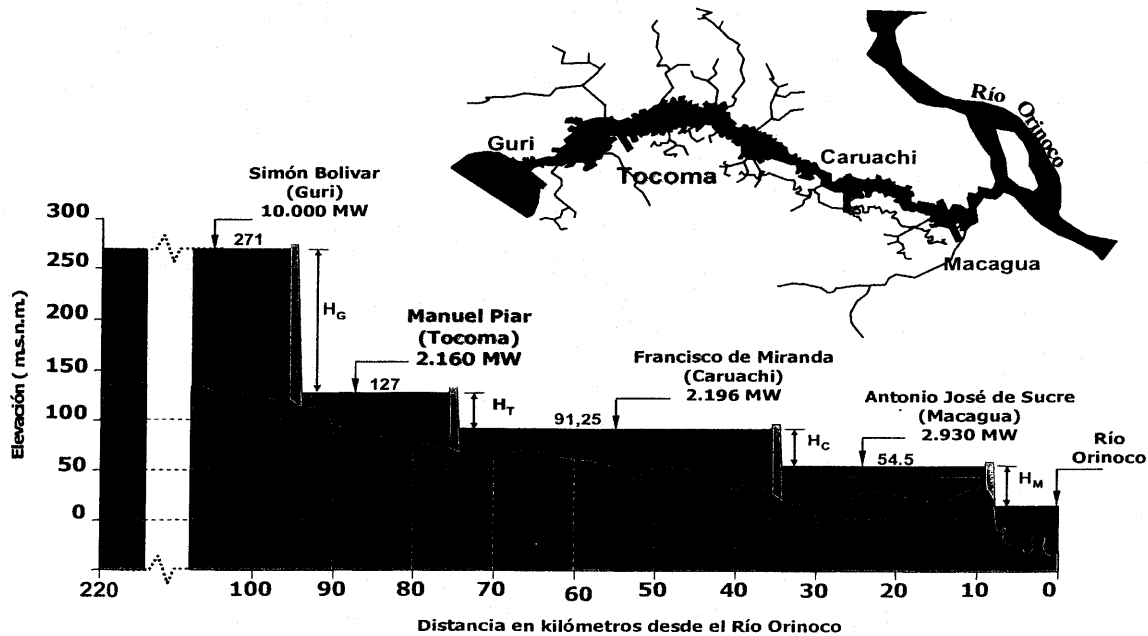 Río Orinoco
Guri
Tocoma
Caruachi
Macagua
Simón Bolivar
(Guri)
10.000 MW
271
H_G
Manuel Piar
(Tocoma)
2.160 MW
127
H_T
Francisco de Miranda
(Caruachi)
2.196 MW
91,25
H_C
Antonio José de Sucre
(Macagua)
2.930 MW
54.5
H_M
Río
Orinoco
Elevación ( m.s.n.m.)
300
250
200
150
100
50
0
220 100 90 80 70 60 50 40 30 20 10 0
Distancia en kilómetros desde el Río Orinoco